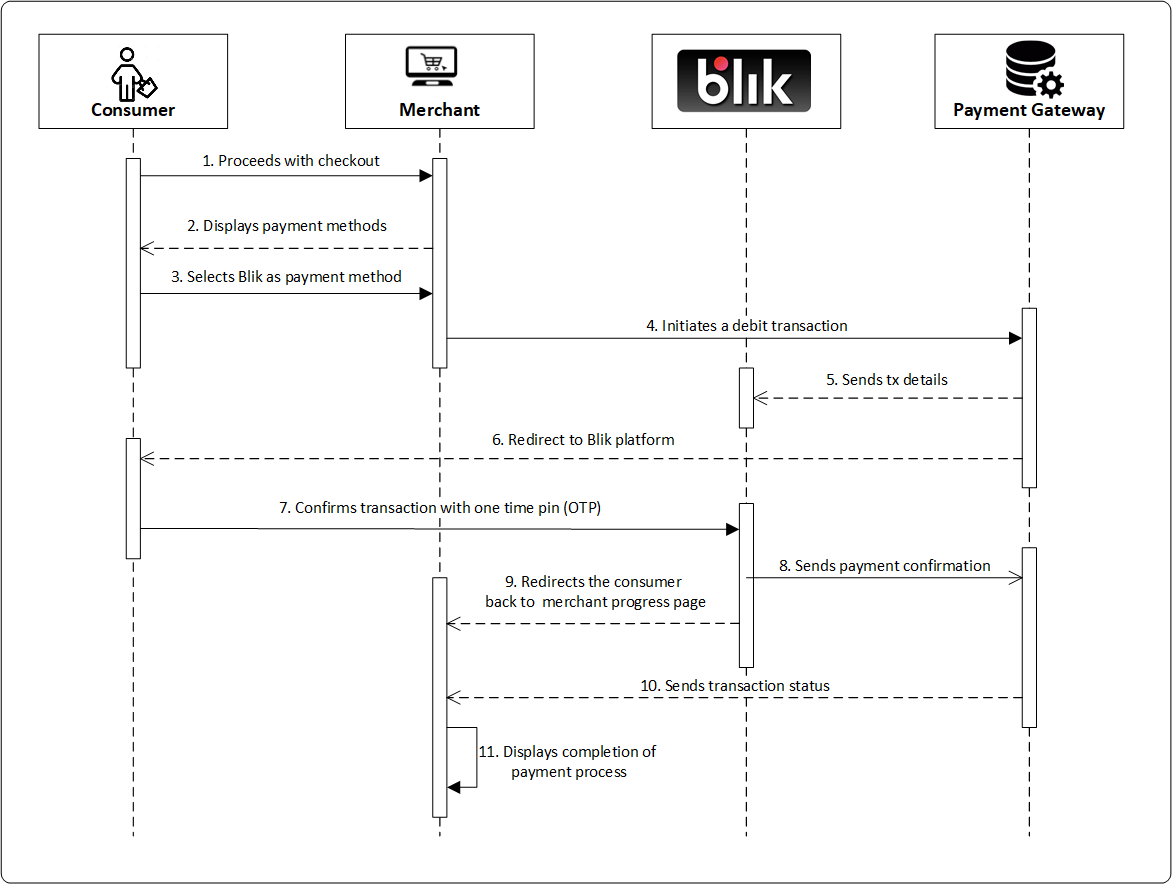 Consumer
Merchant
blik
Payment Gateway
1. Proceeds with checkout
2. Displays payment methods
3. Selects Blik as payment method
4. Initiates a debit transaction
5. Sends tx details
6. Redirect to Blik platform
7. Confirms transaction with one time pin (OTP)
8. Sends payment confirmation
9. Redirects the consumer
back to merchant progress page
10. Sends transaction status
11. Displays completion of
payment process